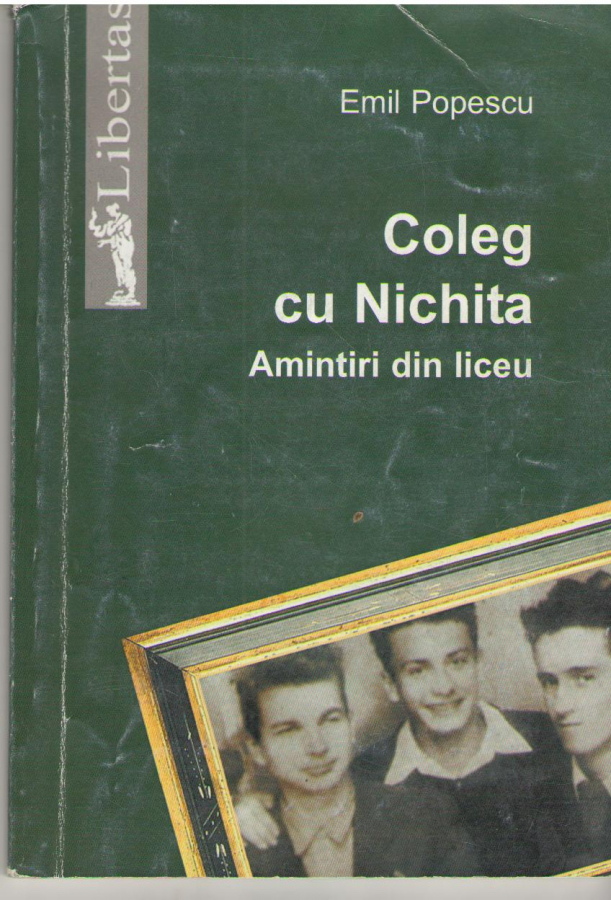 Libertas
Emil Popescu
Coleg
cu Nichita
Amintiri din liceu